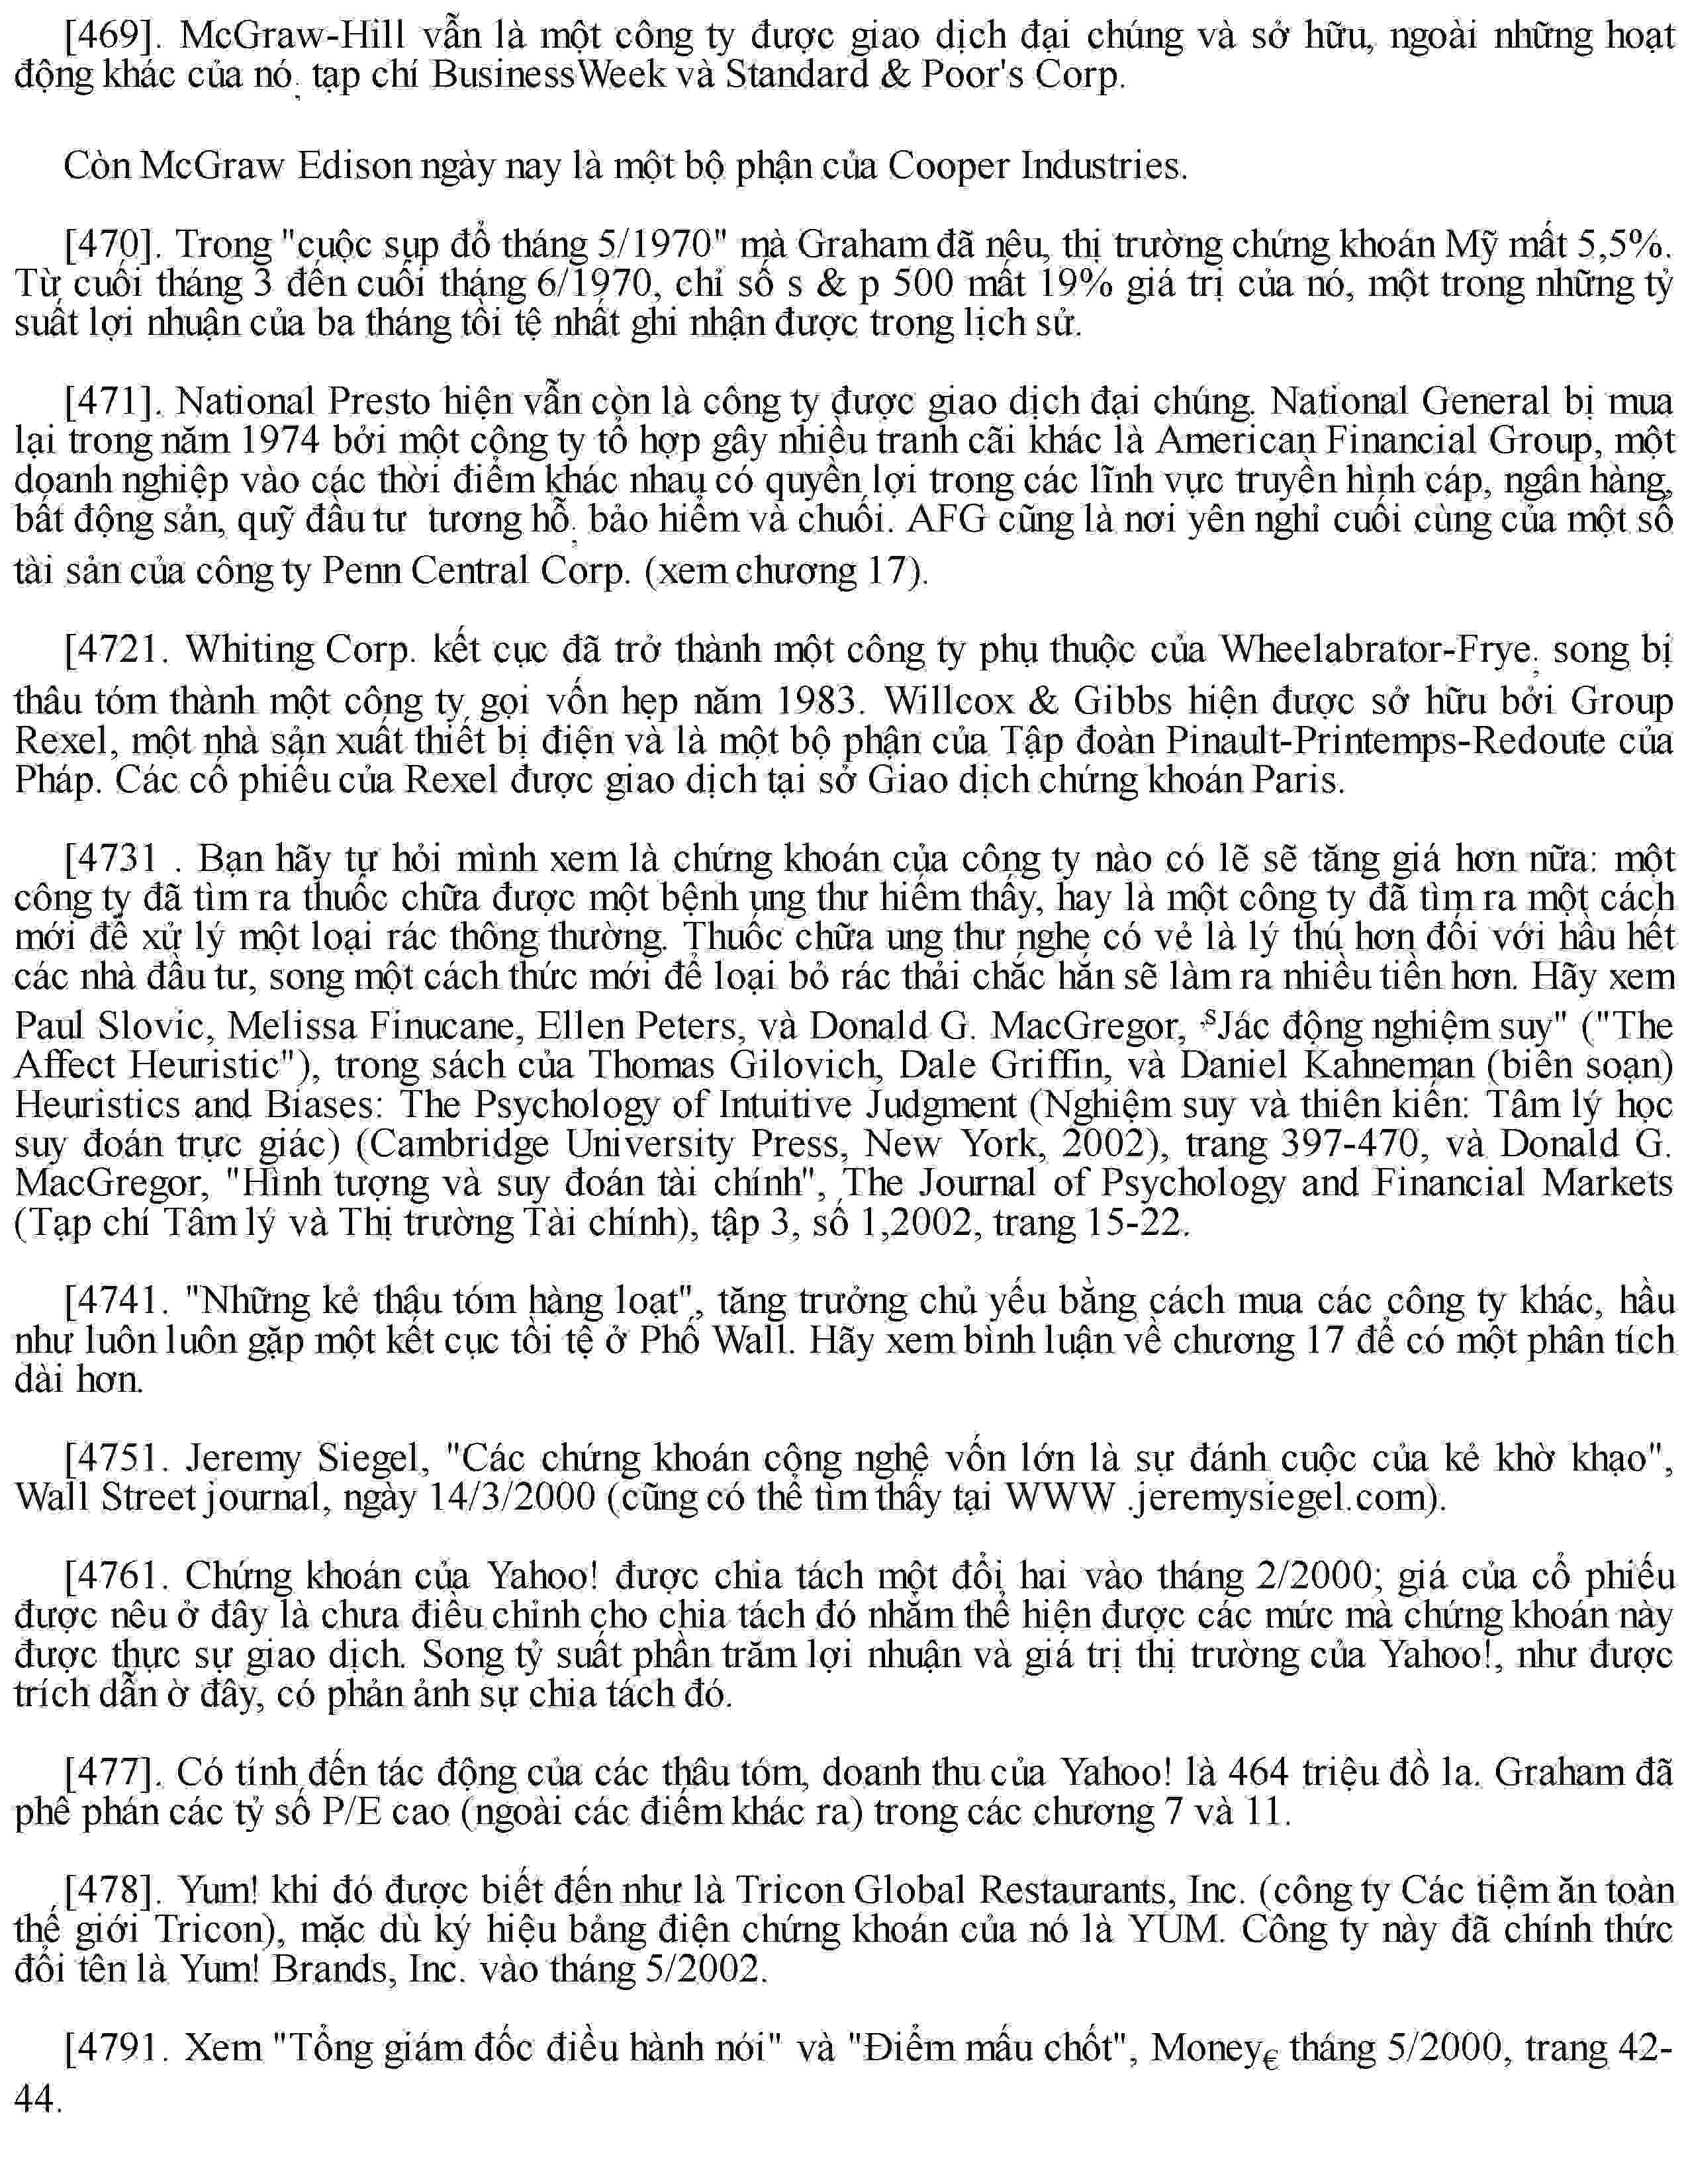 [469]. McGraw-Hill vẫn là một công ty được giao dịch đại chúng và sở hữu, ngoài những hoạt
động khác của nó. tạp chí BusinessWeek và Standard & Poor's Corp.
Còn McGraw Edison ngày nay là một bộ phận của Cooper Industries.
[470]. Trong "cuộc sụp đổ tháng 5/1970" mà Graham đã nêu, thị trường chứng khoán Mỹ mất 5,5%.
Từ cuối tháng 3 đến cuối tháng 6/1970, chỉ số s & p 500 mất 19% giá trị của nó, một trong những tỷ
suất lợi nhuận của ba tháng tồi tệ nhất ghi nhận được trong lịch sử.
[471]. National Presto hiện vẫn còn là công ty được giao dịch đại chúng. National General bị mua
lại trong năm 1974 bởi một công ty tổ hợp gây nhiều tranh cãi khác là American Financial Group, một
doanh nghiệp vào các thời điểm khác nhau có quyền lợi trong các lĩnh vực truyền hình cáp, ngân hàng,
bất động sản, quỹ đầu tư tương hỗ. bảo hiểm và chuối. AFG cũng là nơi yên nghỉ cuối cùng của một số
tài sản của công ty Penn Central Corp. (xem chương 17).
[4721. Whiting Corp. kết cục đã trở thành một công ty phụ thuộc của Wheelabrator-Frye. song bị
thâu tóm thành một công ty gọi vốn hẹp năm 1983. Willcox & Gibbs hiện được sở hữu bởi Group
Rexel, một nhà sản xuất thiết bị điện và là một bộ phận của Tập đoàn Pinault-Printemps-Redoute của
Pháp. Các cổ phiếu của Rexel được giao dịch tại sở Giao dịch chứng khoán Paris.
[4731 . Bạn hãy tự hỏi mình xem là chứng khoán của công ty nào có lẽ sẽ tăng giá hơn nữa: một
công ty đã tìm ra thuốc chữa được một bệnh ung thư hiếm thấy, hay là một công ty đã tìm ra một cách
mới để xử lý một loại rác thông thường. Thuốc chữa ung thư nghe có vẻ là lý thú hơn đối với hầu hết
các nhà đầu tư, song một cách thức mới để loại bỏ rác thải chắc hẳn sẽ làm ra nhiều tiền hơn. Hãy xem
Paul Slovic, Melissa Finucane, Ellen Peters, và Donald G. MacGregor, ˢJác động nghiệm suy" ("The
Affect Heuristic"), trong sách của Thomas Gilovich, Dale Griffin, và Daniel Kahneman (biên soạn)
Heuristics and Biases: The Psychology of Intuitive Judgment (Nghiệm suy và thiên kiến: Tâm lý học
suy đoán trực giác) (Cambridge University Press, New York, 2002), trang 397-470, và Donald G.
MacGregor, "Hình tượng và suy đoán tài chính", The Journal of Psychology and Financial Markets
(Tạp chí Tâm lý và Thị trường Tài chính), tập 3, số 1,2002, trang 15-22.
[4741. "Những kẻ thâu tóm hàng loạt", tăng trưởng chủ yếu bằng cách mua các công ty khác, hầu
như luôn luôn gặp một kết cục tồi tệ ở Phố Wall. Hãy xem bình luận về chương 17 để có một phân tích
dài hơn.
[4751. Jeremy Siegel, "Các chứng khoán công nghệ vốn lớn là sự đánh cuộc của kẻ khờ khạo",
Wall Street journal, ngày 14/3/2000 (cũng có thể tìm thấy tại WWW .jeremysiegel.com).
[4761. Chứng khoán của Yahoo! được chia tách một đổi hai vào tháng 2/2000; giá của cổ phiếu
được nêu ở đây là chưa điều chỉnh cho chia tách đó nhằm thể hiện được các mức mà chứng khoán này
được thực sự giao dịch. Song tỷ suất phần trăm lợi nhuận và giá trị thị trường của Yahoo!, như được
trích dẫn ờ đây, có phản ảnh sự chia tách đó.
[477]. Có tính đến tác động của các thâu tóm, doanh thu của Yahoo! là 464 triệu đồ la. Graham đã
phê phán các tỷ số P/E cao (ngoài các điểm khác ra) trong các chương 7 và 11.
[478]. Yum! khi đó được biết đến như là Tricon Global Restaurants, Inc. (công ty Các tiệm ăn toàn
thế giới Tricon), mặc dù ký hiệu bảng điện chứng khoán của nó là YUM. Công ty này đã chính thức
đổi tên là Yum! Brands, Inc. vào tháng 5/2002.
[4791. Xem "Tổng giám đốc điều hành nói" và "Điểm mấu chốt", Money€ tháng 5/2000, trang 42-
44.